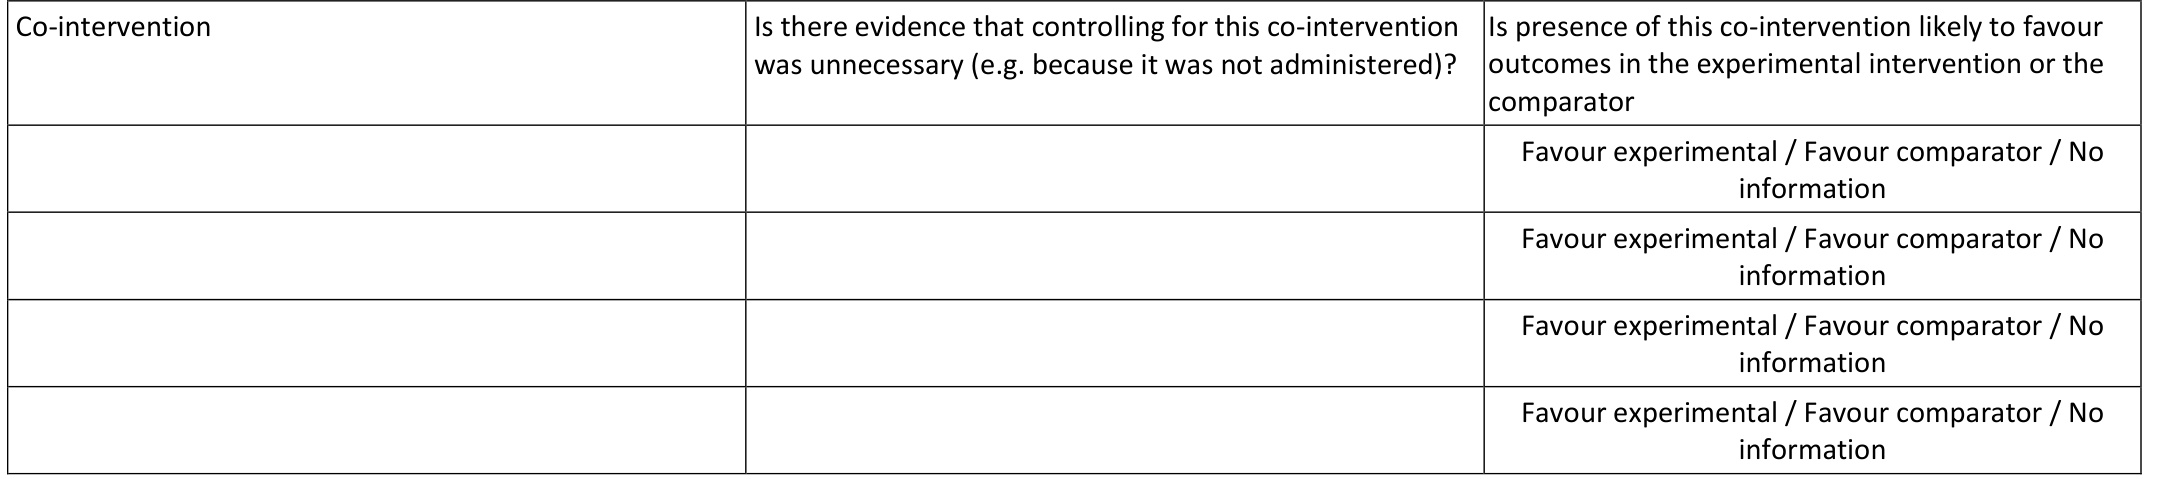 Co-intervention
Is there evidence that controlling for this co-intervention
was unnecessary (e.g. because it was not administered)?
Is presence of this co-intervention likely to favour
outcomes in the experimental intervention or the
comparator
Favour experimental / Favour comparator / No
information
Favour experimental / Favour comparator / No
information
Favour experimental / Favour comparator / No
information
Favour experimental / Favour comparator / No
information